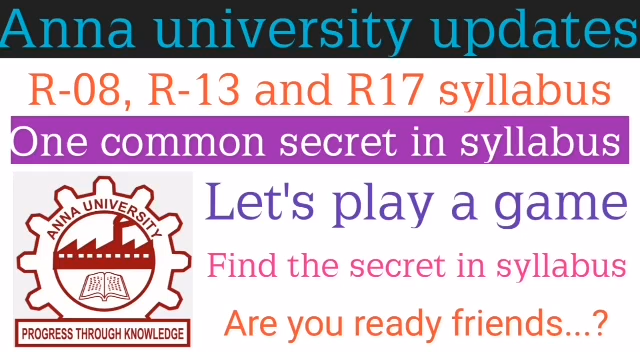 Anna university updates
R-08, R-13 and R17 syllabus
One common secret in syllabus
Let's play a game
Find the secret in syllabus
Are you ready friends...?
ANNA UNIVERSITY
PROGRESS THROUGH KNOWLEDGE